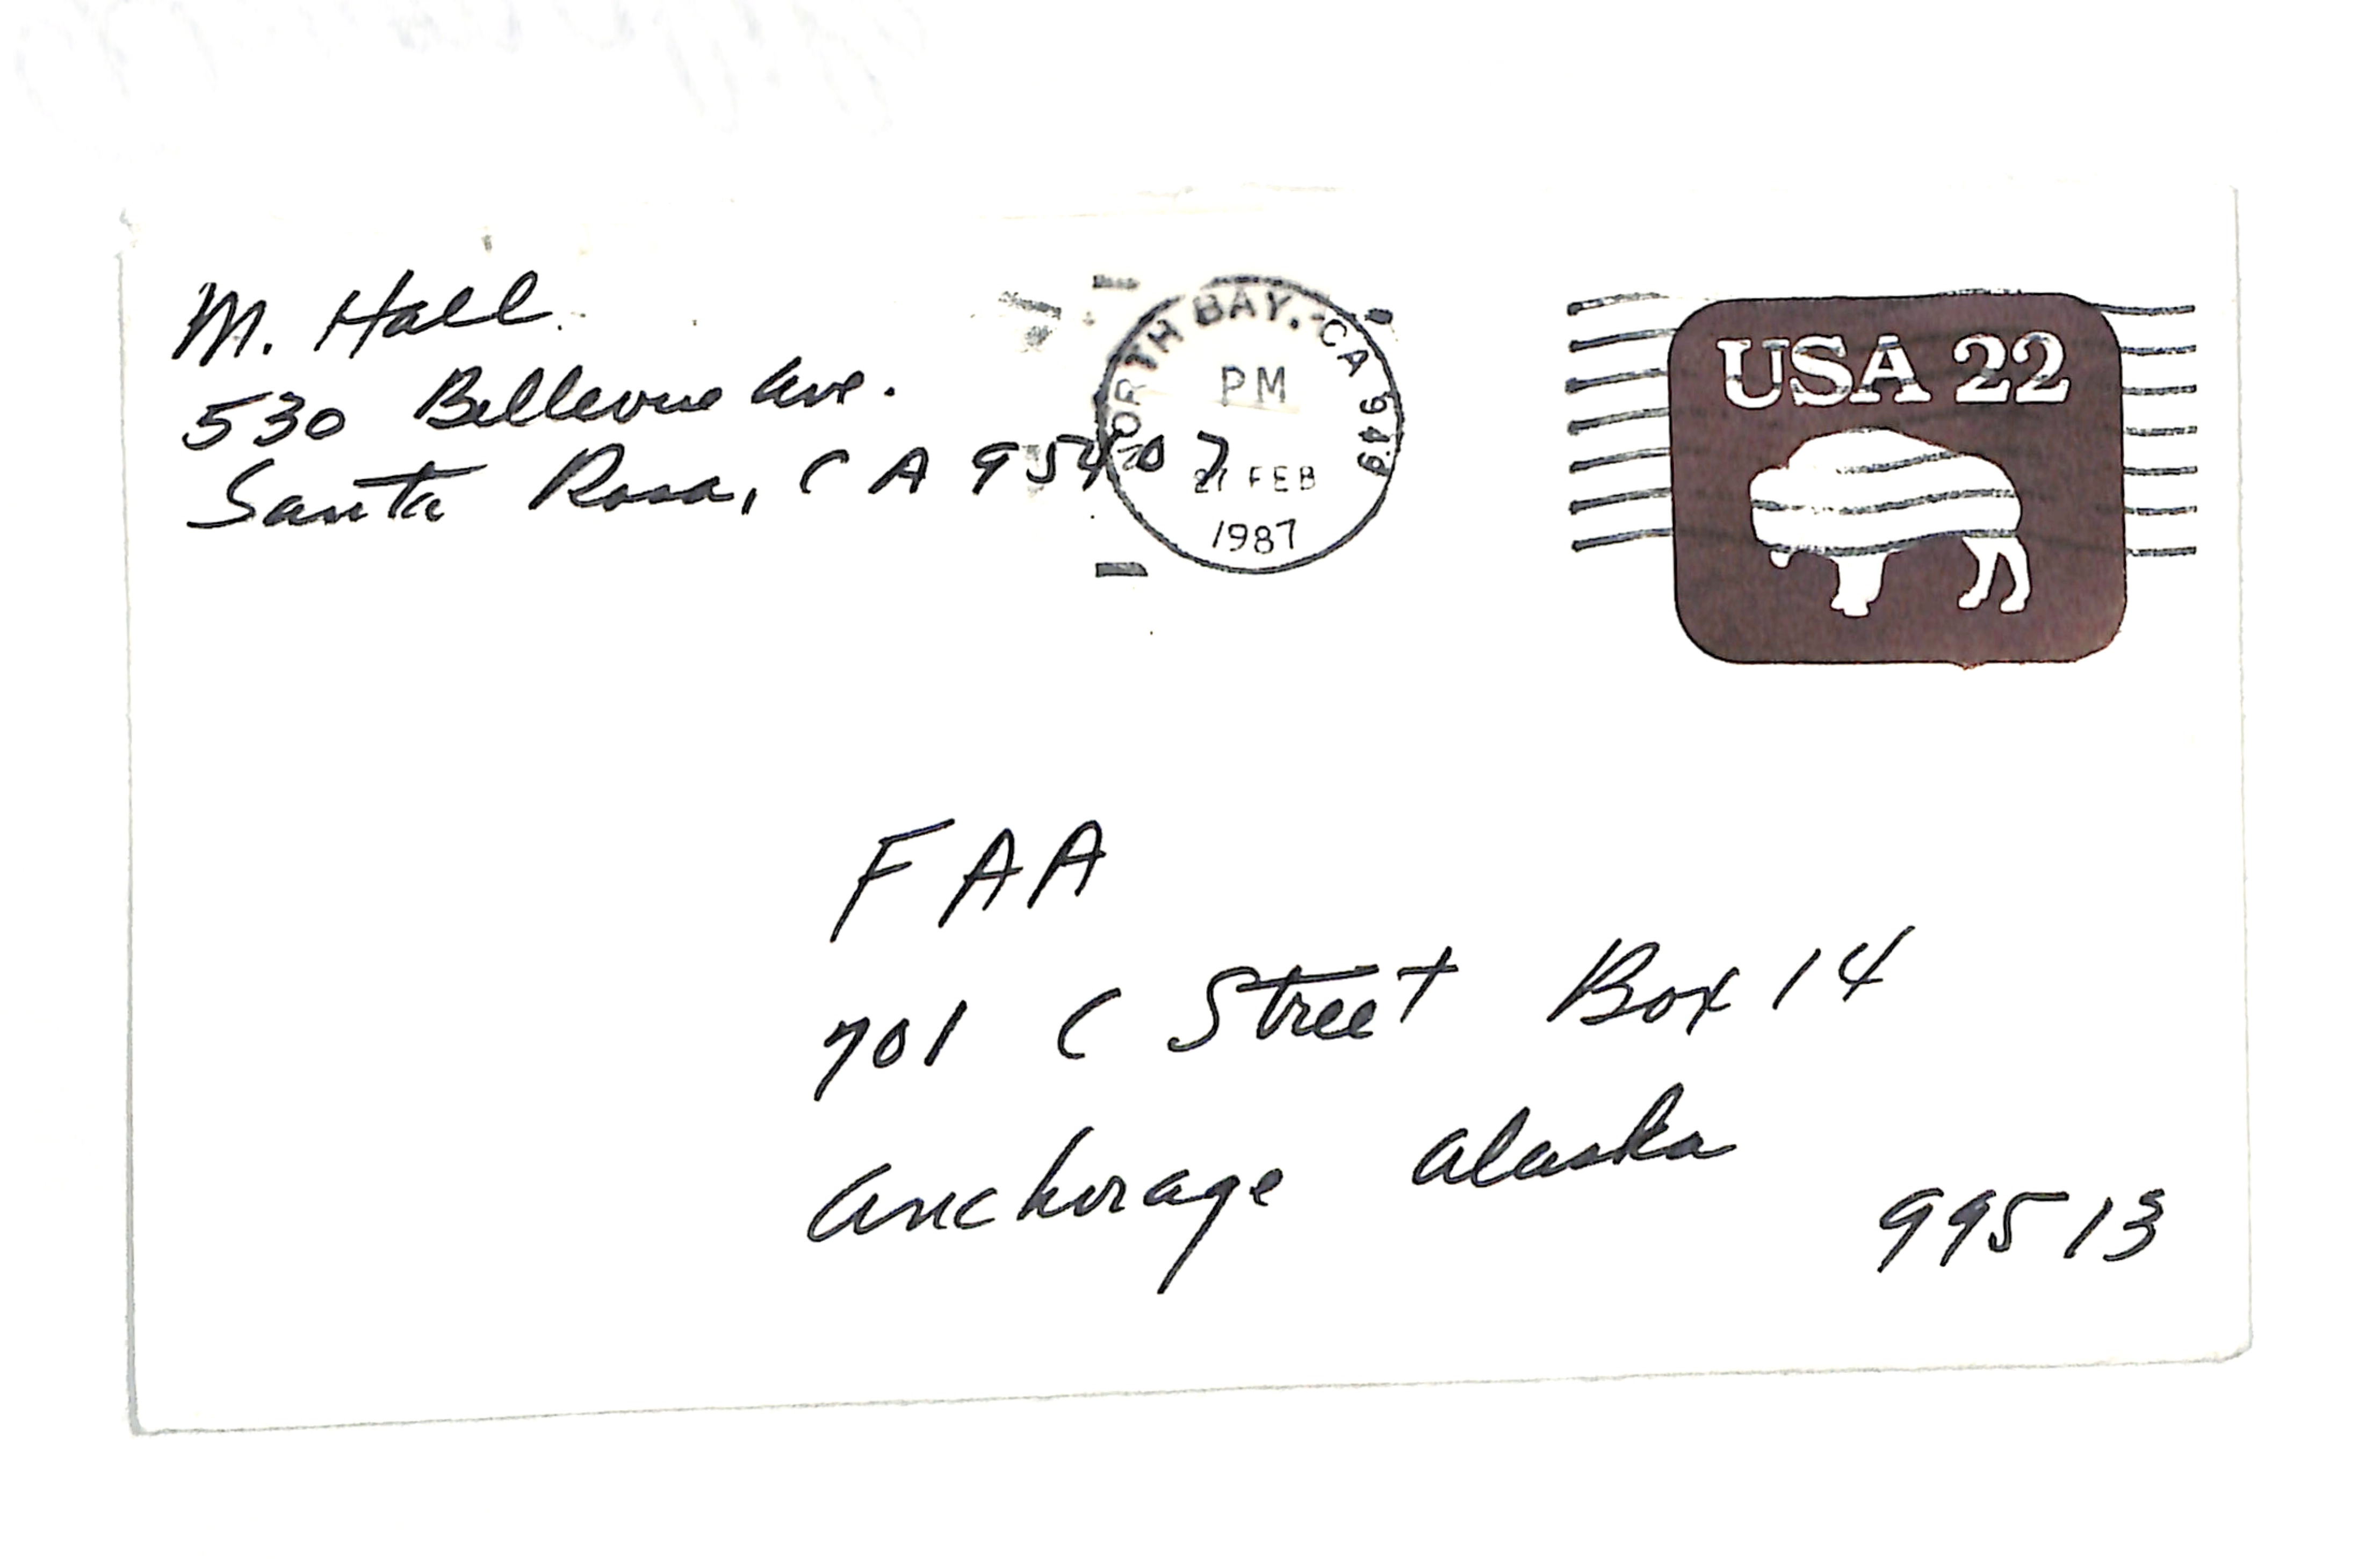 M. Hall
530 Bellevue Ave.
Santa Rosa, CA 95407
NORTH BAY, CA 949
PM
21 FEB
1987
USA 22
FAA
701 C Street Box 14
Anchorage Alaska
99513